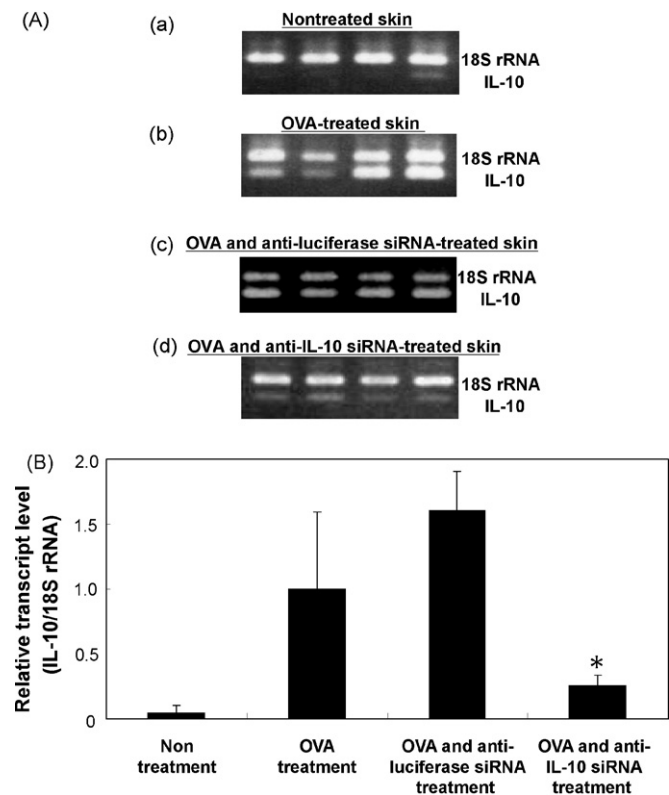 (A)
(a)
Nontreated skin
18S rRNA
IL-10
(b)
OVA-treated skin
18S rRNA
IL-10
(c)
OVA and anti-luciferase siRNA-treated skin
18S rRNA
IL-10
(d)
OVA and anti-IL-10 siRNA-treated skin
18S rRNA
IL-10
(B)
Relative transcript level
(IL-10/18S rRNA)
2.0
1.5
1.0
0.5
0
*
Non
treatment
OVA
treatment
OVA and anti-
luciferase siRNA
treatment
OVA and anti-
IL-10 siRNA
treatment